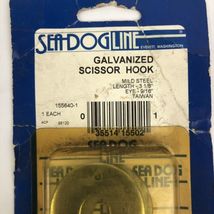 SEA-DOG LINE
EVERETT, WASHINGTON
GALVANIZED
SCISSOR HOOK
MILD STEEL
LENGTH - 3 1/8"
EYE - 9/16"
TAIWAN
155640-1
1 EACH
0 1
35514 15502
SEA-DOG LINE